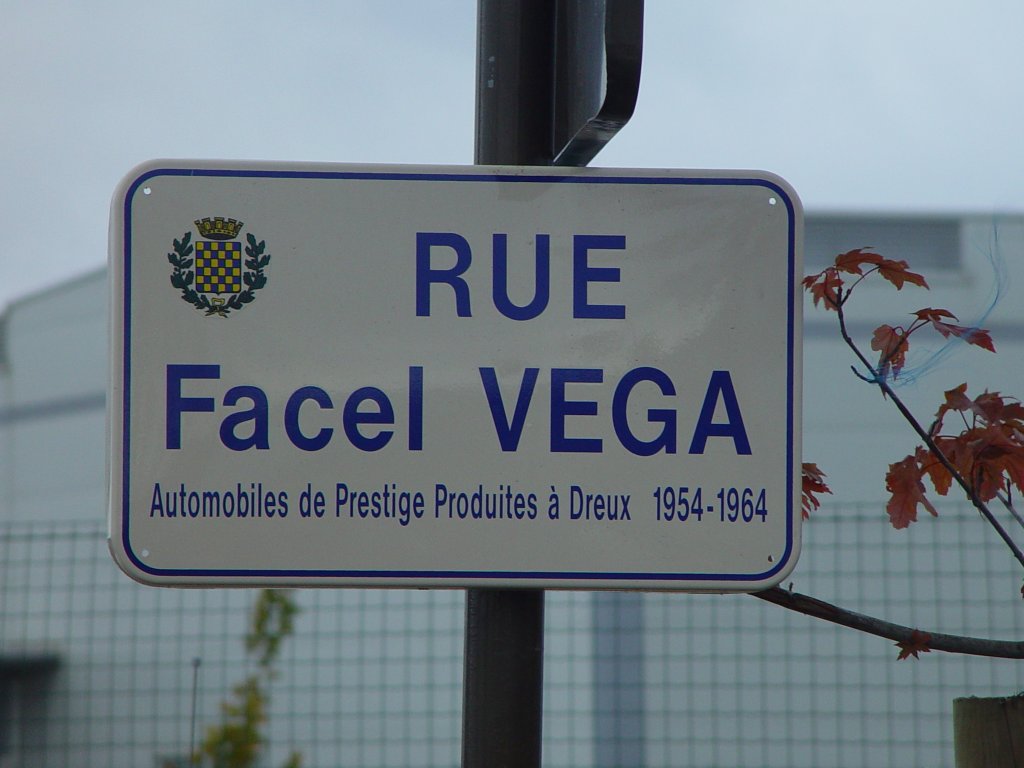 RUE
Facel VEGA
Automobiles de Prestige Produites à Dreux 1954-1964